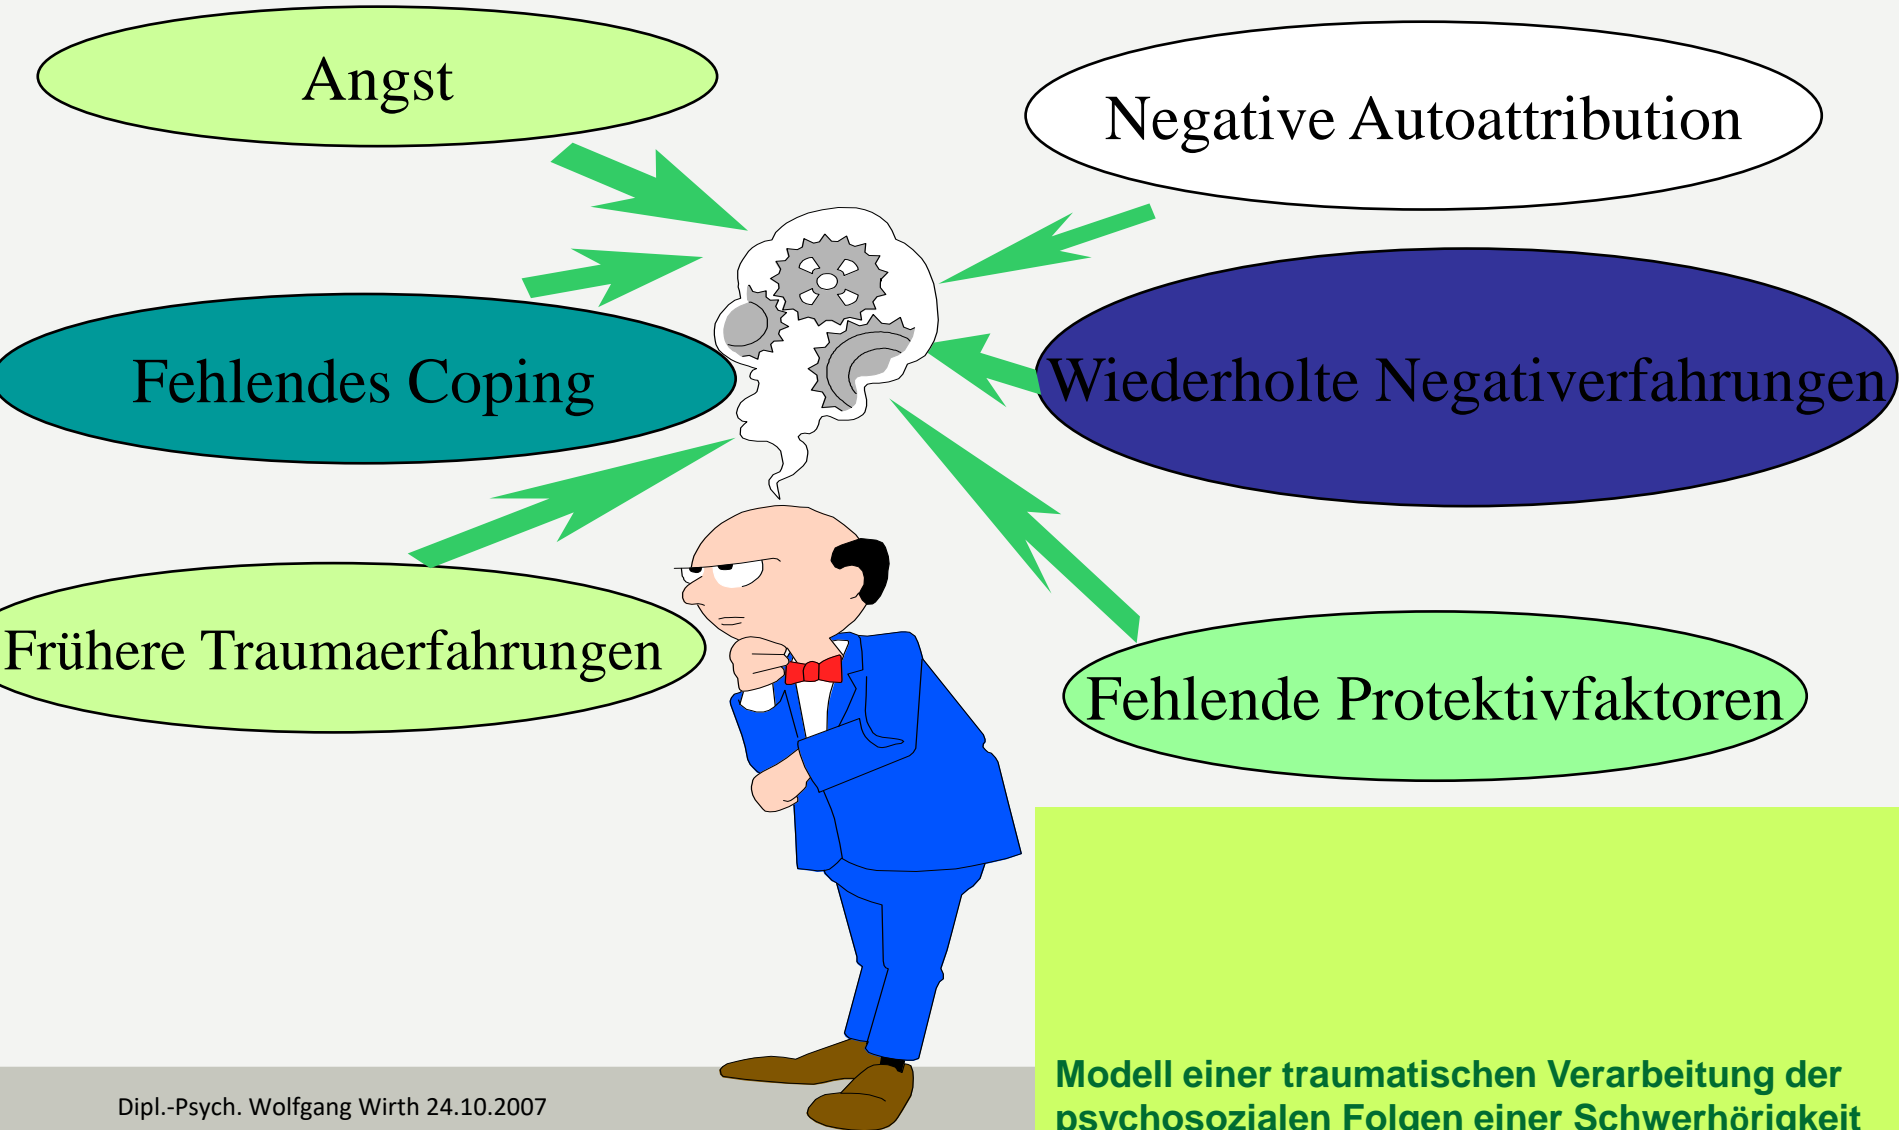 Angst
Negative Autoattribution
Fehlendes Coping
Wiederholte Negativerfahrungen
Frühere Traumaerfahrungen
Fehlende Protektivfaktoren
Modell einer traumatischen Verarbeitung der
psychosozialen Folgen einer Schwerhörigkeit
Dipl.-Psych. Wolfgang Wirth 24.10.2007